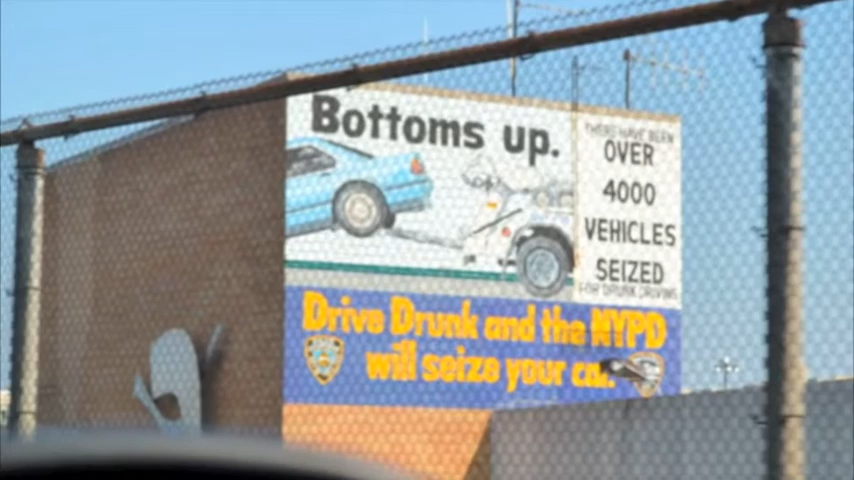 Bottoms up.
THERE HAVE BEEN
OVER
4000
VEHICLES
SEIZED
FOR DRUNK DRIVING
Drive Drunk and the NYPD
will seize your car.